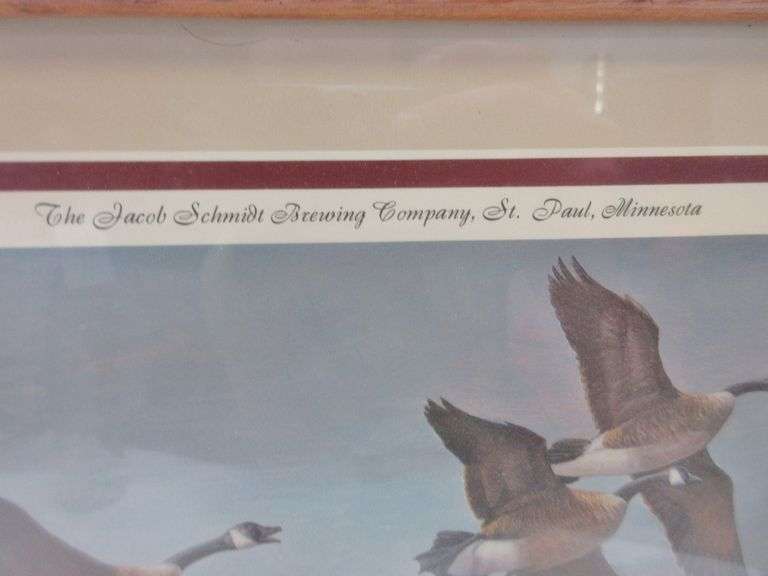 The Jacob Schmidt Brewing Company, St. Paul, Minnesota